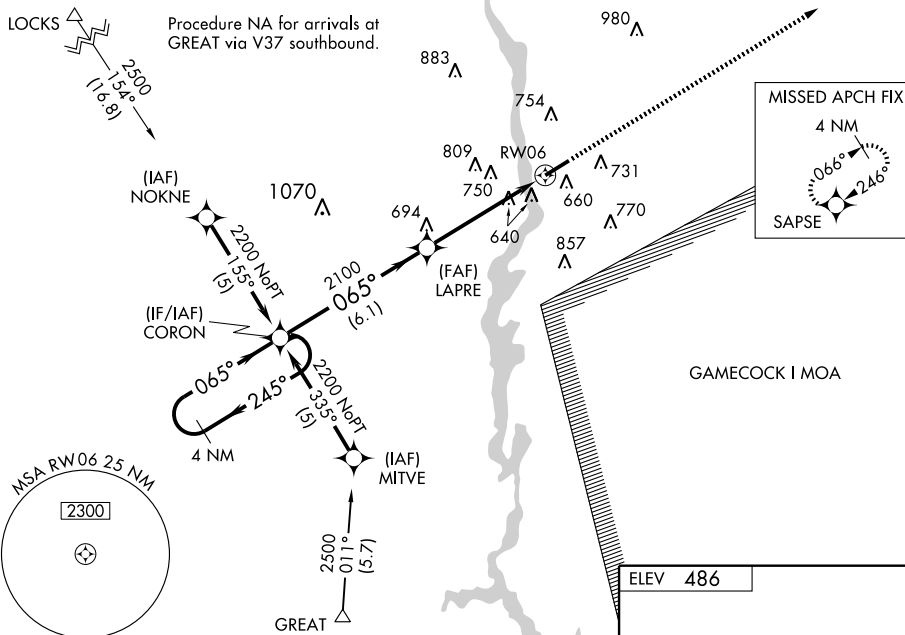 LOCKS
Procedure NA for arrivals at
GREAT via V37 southbound.
2500
154°
(16.8)
980
883
754
MISSED APCH FIX
4 NM
066°
246°
SAPSE
809
RW06
731
750
660
640
770
857
694
1070
(IAF)
NOKNE
2200 NoPT
155°
(5)
2100
065°
(6.1)
(FAF)
LAPRE
(IF/IAF)
CORON
065°
245°
4 NM
2200 NoPT
335°
(5)
(IAF)
MITVE
GAMECOCK I MOA
MSA RW06 25 NM
2300
2500
011°
(5.7)
GREAT
ELEV 486